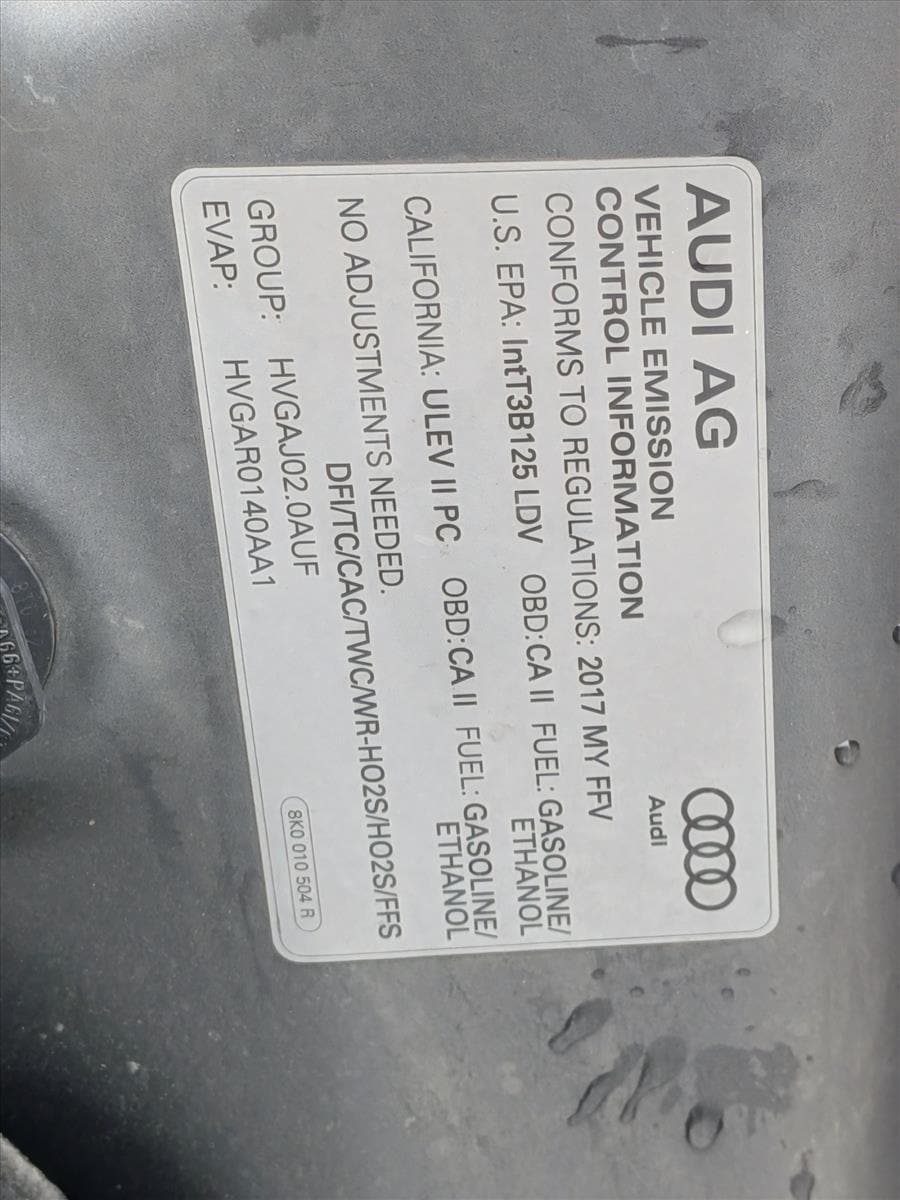 AUDI AG
VEHICLE EMISSION
CONTROL INFORMATION
Audi
CONFORMS TO REGULATIONS: 2017 MY FFV
U.S. EPA: IntT3B125 LDV OBD:CA II FUEL: GASOLINE/
ETHANOL
CALIFORNIA: ULEV II PC OBD:CA II FUEL: GASOLINE/
ETHANOL
NO ADJUSTMENTS NEEDED.
DFI/TC/CAC/TWC/WR-HO2S/HO2S/FFS
GROUP: HVGAJ02.0AUF
EVAP: HVGAR0140AA1
8K0 010 504 R